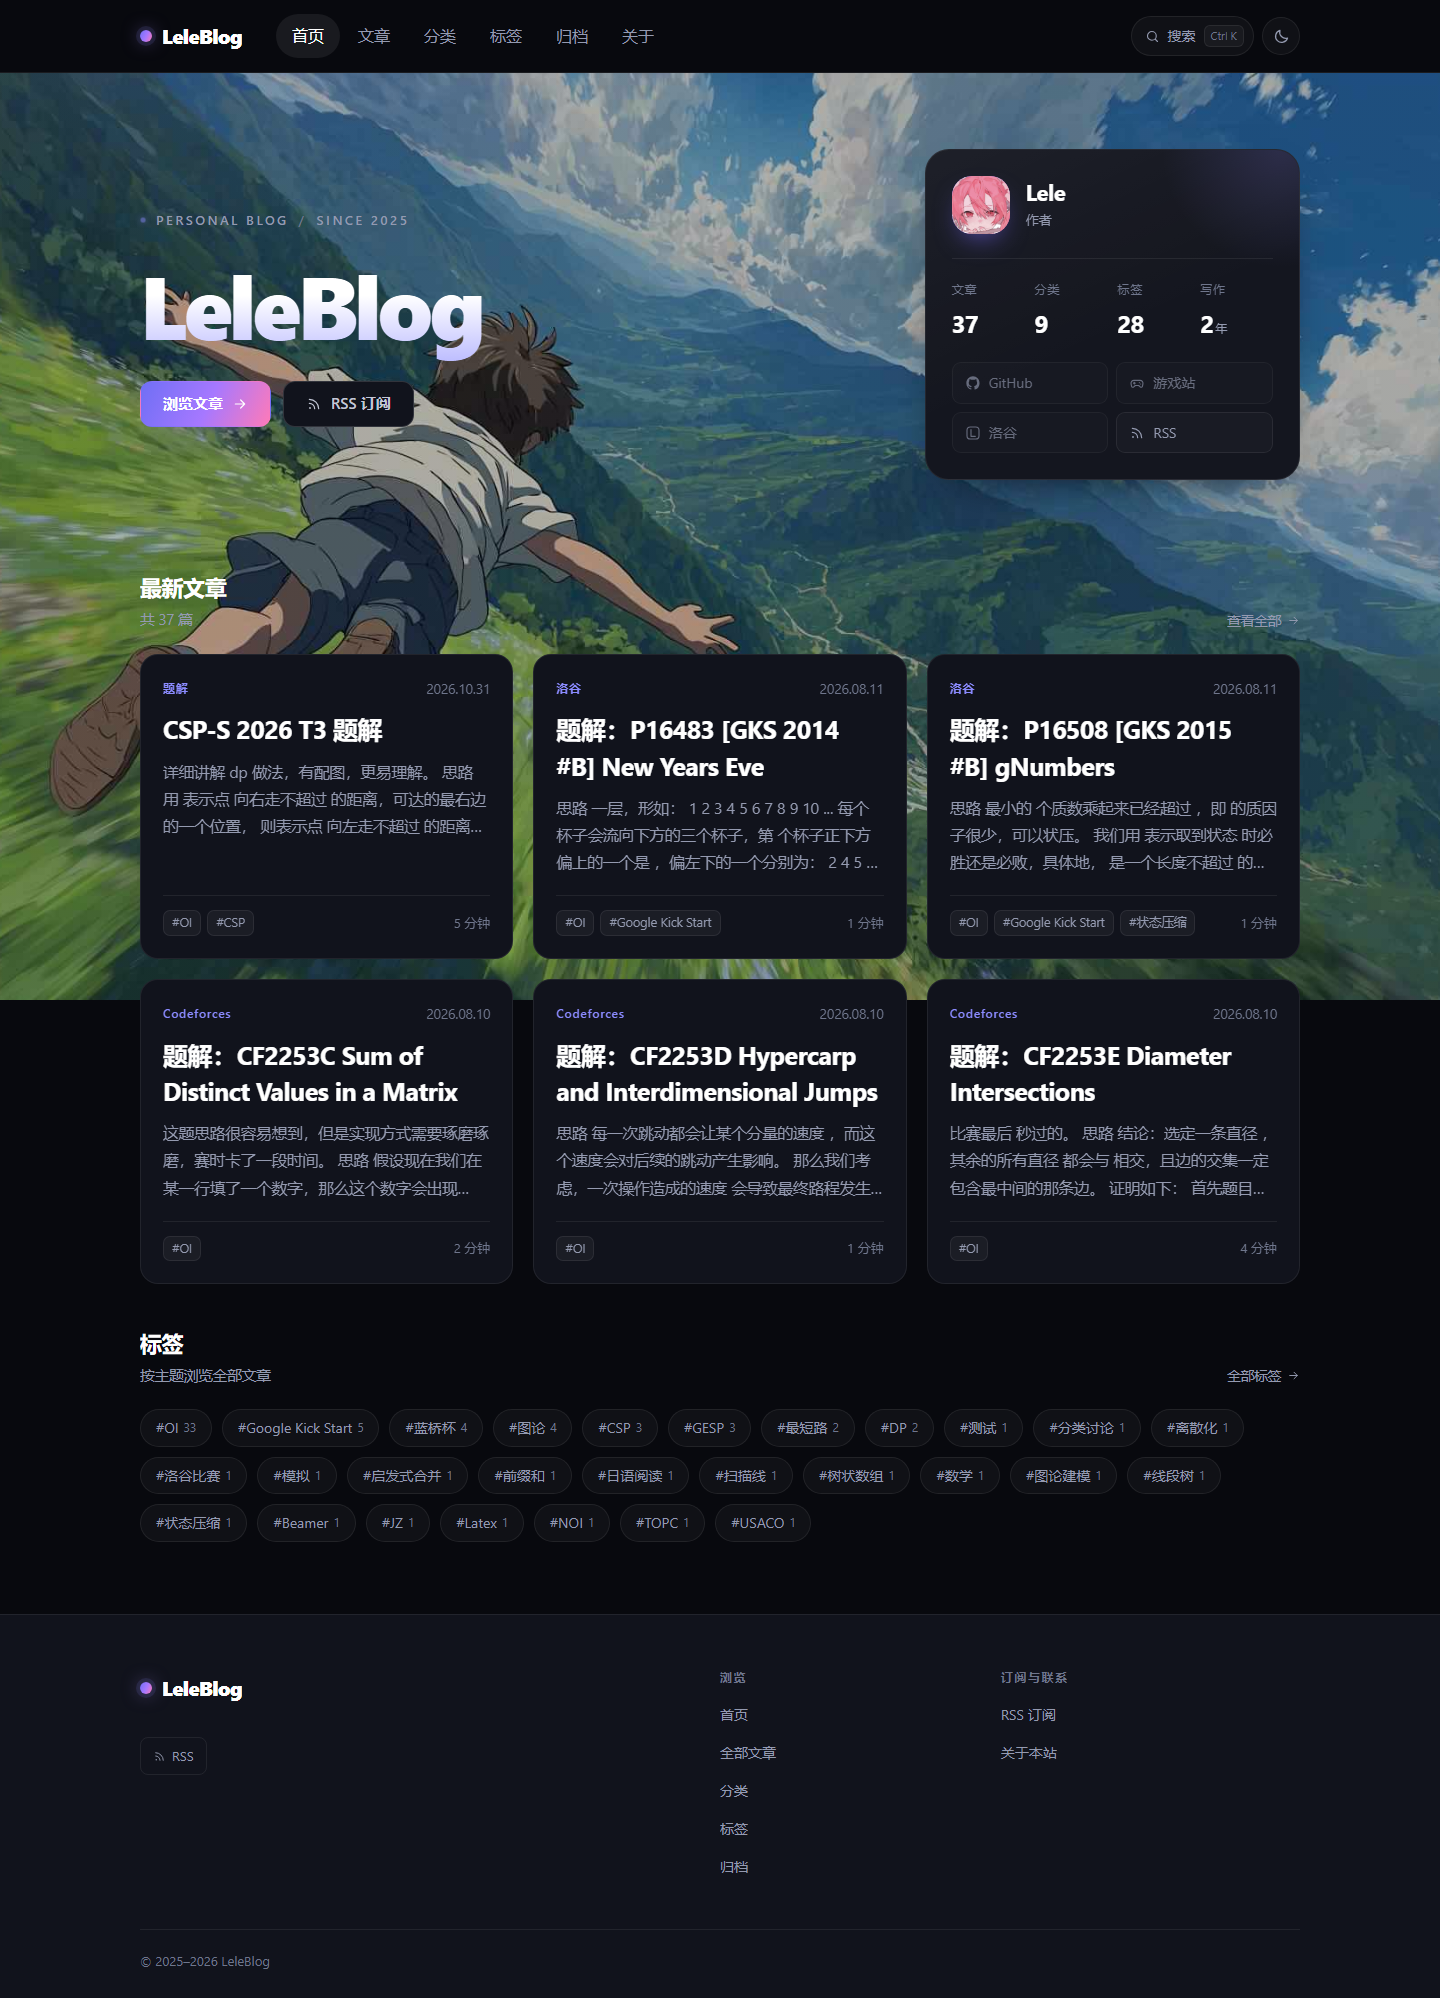 LeleBlog
首页
文章
分类
标签
归档
关于
搜索 Ctrl K
PERSONAL BLOG / SINCE 2025
LeleBlog
浏览文章 →
RSS 订阅
Lele
作者
文章
分类
标签
写作
37
9
28
2年
GitHub
游戏站
洛谷
RSS
最新文章
共 37 篇
查看全部 →
题解
2026.10.31
CSP-S 2026 T3 题解
详细讲解 dp 做法，有配图，更易理解。 思路
用 表示点 向右走不超过 的距离，可达的最右边
的一个位置， 则表示点 向左走不超过 的距离...
#OI
#CSP
5 分钟
洛谷
2026.08.11
题解：P16483 [GKS 2014
#B] New Years Eve
思路 一层，形如： 1 2 3 4 5 6 7 8 9 10 ... 每个
杯子会流向下方的三个杯子，第 个杯子正下方
偏上的一个是 ，偏左下的一个分别为： 2 4 5 ...
#OI
#Google Kick Start
1 分钟
洛谷
2026.08.11
题解：P16508 [GKS 2015
#B] gNumbers
思路 最小的 个质数乘起来已经超过 ，即 的质因
子很少，可以状压。 我们用 表示取到状态 时必
胜还是必败，具体地， 是一个长度不超过 的...
#OI
#Google Kick Start
#状态压缩
1 分钟
Codeforces
2026.08.10
题解：CF2253C Sum of
Distinct Values in a Matrix
这题思路很容易想到，但是实现方式需要琢磨琢
磨，赛时卡了一段时间。 思路 假设现在我们在
某一行填了一个数字，那么这个数字会出现...
#OI
2 分钟
Codeforces
2026.08.10
题解：CF2253D Hypercarp
and Interdimensional Jumps
思路 每一次跳动都会让某个分量的速度 ，而这
个速度会对后续的跳动产生影响。 那么我们考
虑，一次操作造成的速度 会导致最终路程发生...
#OI
1 分钟
Codeforces
2026.08.10
题解：CF2253E Diameter
Intersections
比赛最后 秒过的。 思路 结论：选定一条直径 ，
其余的所有直径 都会与 相交，且边的交集一定
包含最中间的那条边。 证明如下： 首先题目...
#OI
4 分钟
标签
按主题浏览全部文章
全部标签 →
#OI 33
#Google Kick Start 5
#蓝桥杯 4
#图论 4
#CSP 3
#GESP 3
#最短路 2
#DP 2
#测试 1
#分类讨论 1
#离散化 1
#洛谷比赛 1
#模拟 1
#启发式合并 1
#前缀和 1
#日语阅读 1
#扫描线 1
#树状数组 1
#数学 1
#图论建模 1
#线段树 1
#状态压缩 1
#Beamer 1
#JZ 1
#Latex 1
#NOI 1
#TOPC 1
#USACO 1
LeleBlog
RSS
浏览
首页
全部文章
分类
标签
归档
订阅与联系
RSS 订阅
关于本站
© 2025–2026 LeleBlog